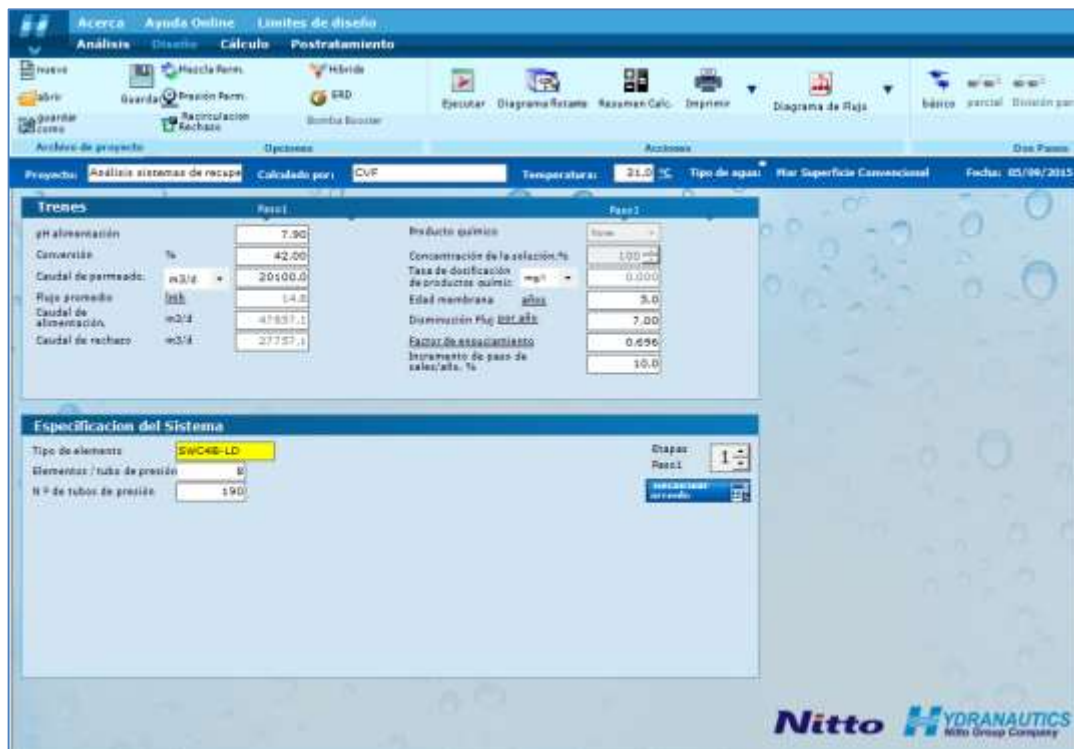 Acerca Ayuda Online Límites de diseño
Análisis Diseño Cálculo Postratamiento
nuevo
abrir
guardar como
Guardar
Mezcla Perm.
Presión Perm.
Recirculacion Rechazo
Híbrido
ERD
Bomba Booster
Ejecutar
Diagrama Rotams
Resumen Calc.
Imprimir
Diagrama de Flujo
básico parcial División par
Archivo de proyecto Opciones Acciones Dos Pasos
Proyecto: Análisis sistemas de recupe Calculado por: CVF Temperatura: 21.0 °C Tipo de agua: Mar Superficie Convencional Fecha: 05/09/2015
Trenes Paso1 Paso1
pH alimentación 7.90
Conversión % 42.00
Caudal de permeado. m3/d 20100.0
Flujo promedio lmh 14.8
Caudal de alimentación. m3/d 47857.1
Caudal de rechazo m3/d 27757.1
Producto químico None
Concentración de la solución.% 100
Tasa de dosificación de productos químic mg/l 0.000
Edad membrana años 5.0
Disminución Fluj por año 7.00
Factor de ensuciamiento 0.696
Incremento de paso de sales/año. % 10.0
Especificacion del Sistema
Tipo de elemento SWC4B-LD
Elementos / tubo de presión 8
N º de tubos de presión 190
Etapas Paso1 1
Nitto HYDRANAUTICS
Nitto Group Company